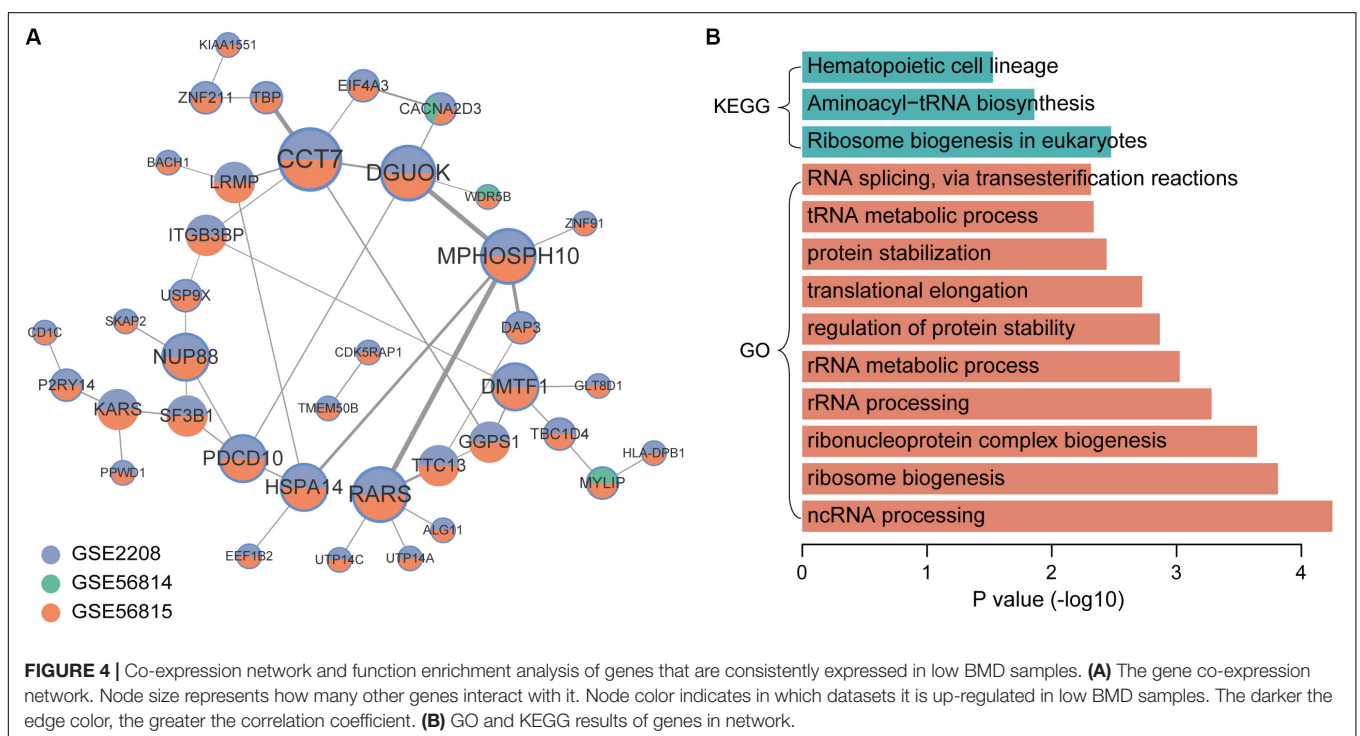 A
KIAA1551
ZNF211
TBP
EIF4A3
CACNA2D3
BACH1
LRMP
CCT7
DGUOK
WDR5B
ITGB3BP
ZNF91
MPHOSPH10
USP9X
SKAP2
CD1C
NUP88
DAP3
CDK5RAP1
P2RY14
KARS
SF3B1
TMEM50B
DMTF1
GLT8D1
PPWD1
PDCD10
GGPS1
TBC1D4
HSPA14
RARS
TTC13
HLA-DPB1
MYLIP
EEF1B2
UTP14C
UTP14A
ALG11
GSE2208
GSE56814
GSE56815
B
KEGG
Hematopoietic cell lineage
Aminoacyl−tRNA biosynthesis
Ribosome biogenesis in eukaryotes
GO
RNA splicing, via transesterification reactions
tRNA metabolic process
protein stabilization
translational elongation
regulation of protein stability
rRNA metabolic process
rRNA processing
ribonucleoprotein complex biogenesis
ribosome biogenesis
ncRNA processing
0 1 2 3 4
P value (-log10)
FIGURE 4 | Co-expression network and function enrichment analysis of genes that are consistently expressed in low BMD samples. (A) The gene co-expression
network. Node size represents how many other genes interact with it. Node color indicates in which datasets it is up-regulated in low BMD samples. The darker the
edge color, the greater the correlation coefficient. (B) GO and KEGG results of genes in network.